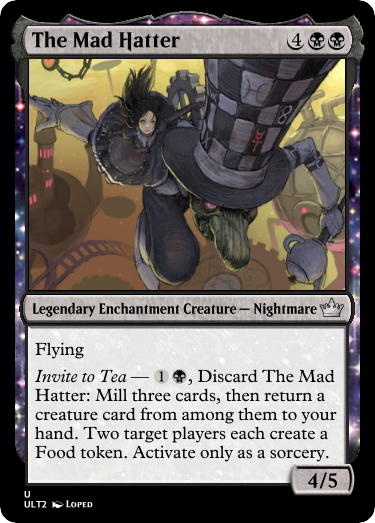 The Mad Hatter 4
Legendary Enchantment Creature — Nightmare
Flying
Invite to Tea — 1, Discard The Mad
Hatter: Mill three cards, then return a
creature card from among them to your
hand. Two target players each create a
Food token. Activate only as a sorcery.
4/5
U
ULT2 Loped